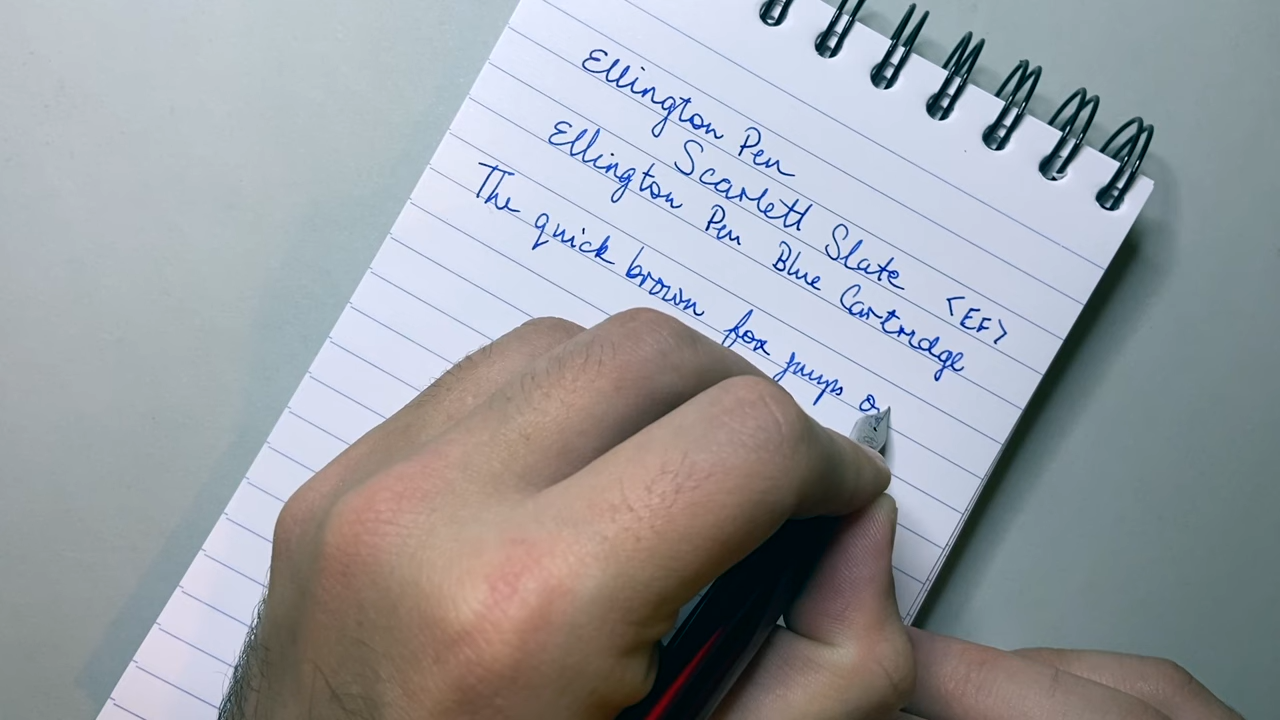 Ellington Pen
Scarlett Slate <EF>
Ellington Pen Blue Cartridge
The quick brown fox jumps o